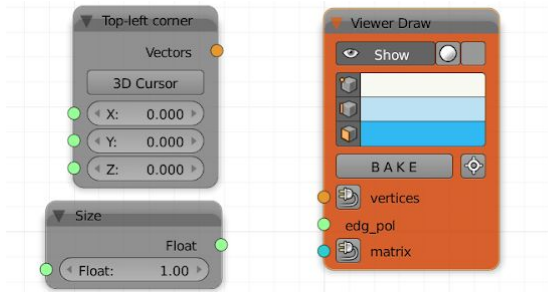 Top-left corner
Vectors
3D Cursor
X: 0.000
Y: 0.000
Z: 0.000
Size
Float
Float: 1.00
Viewer Draw
Show
BAKE
vertices
edg_pol
matrix